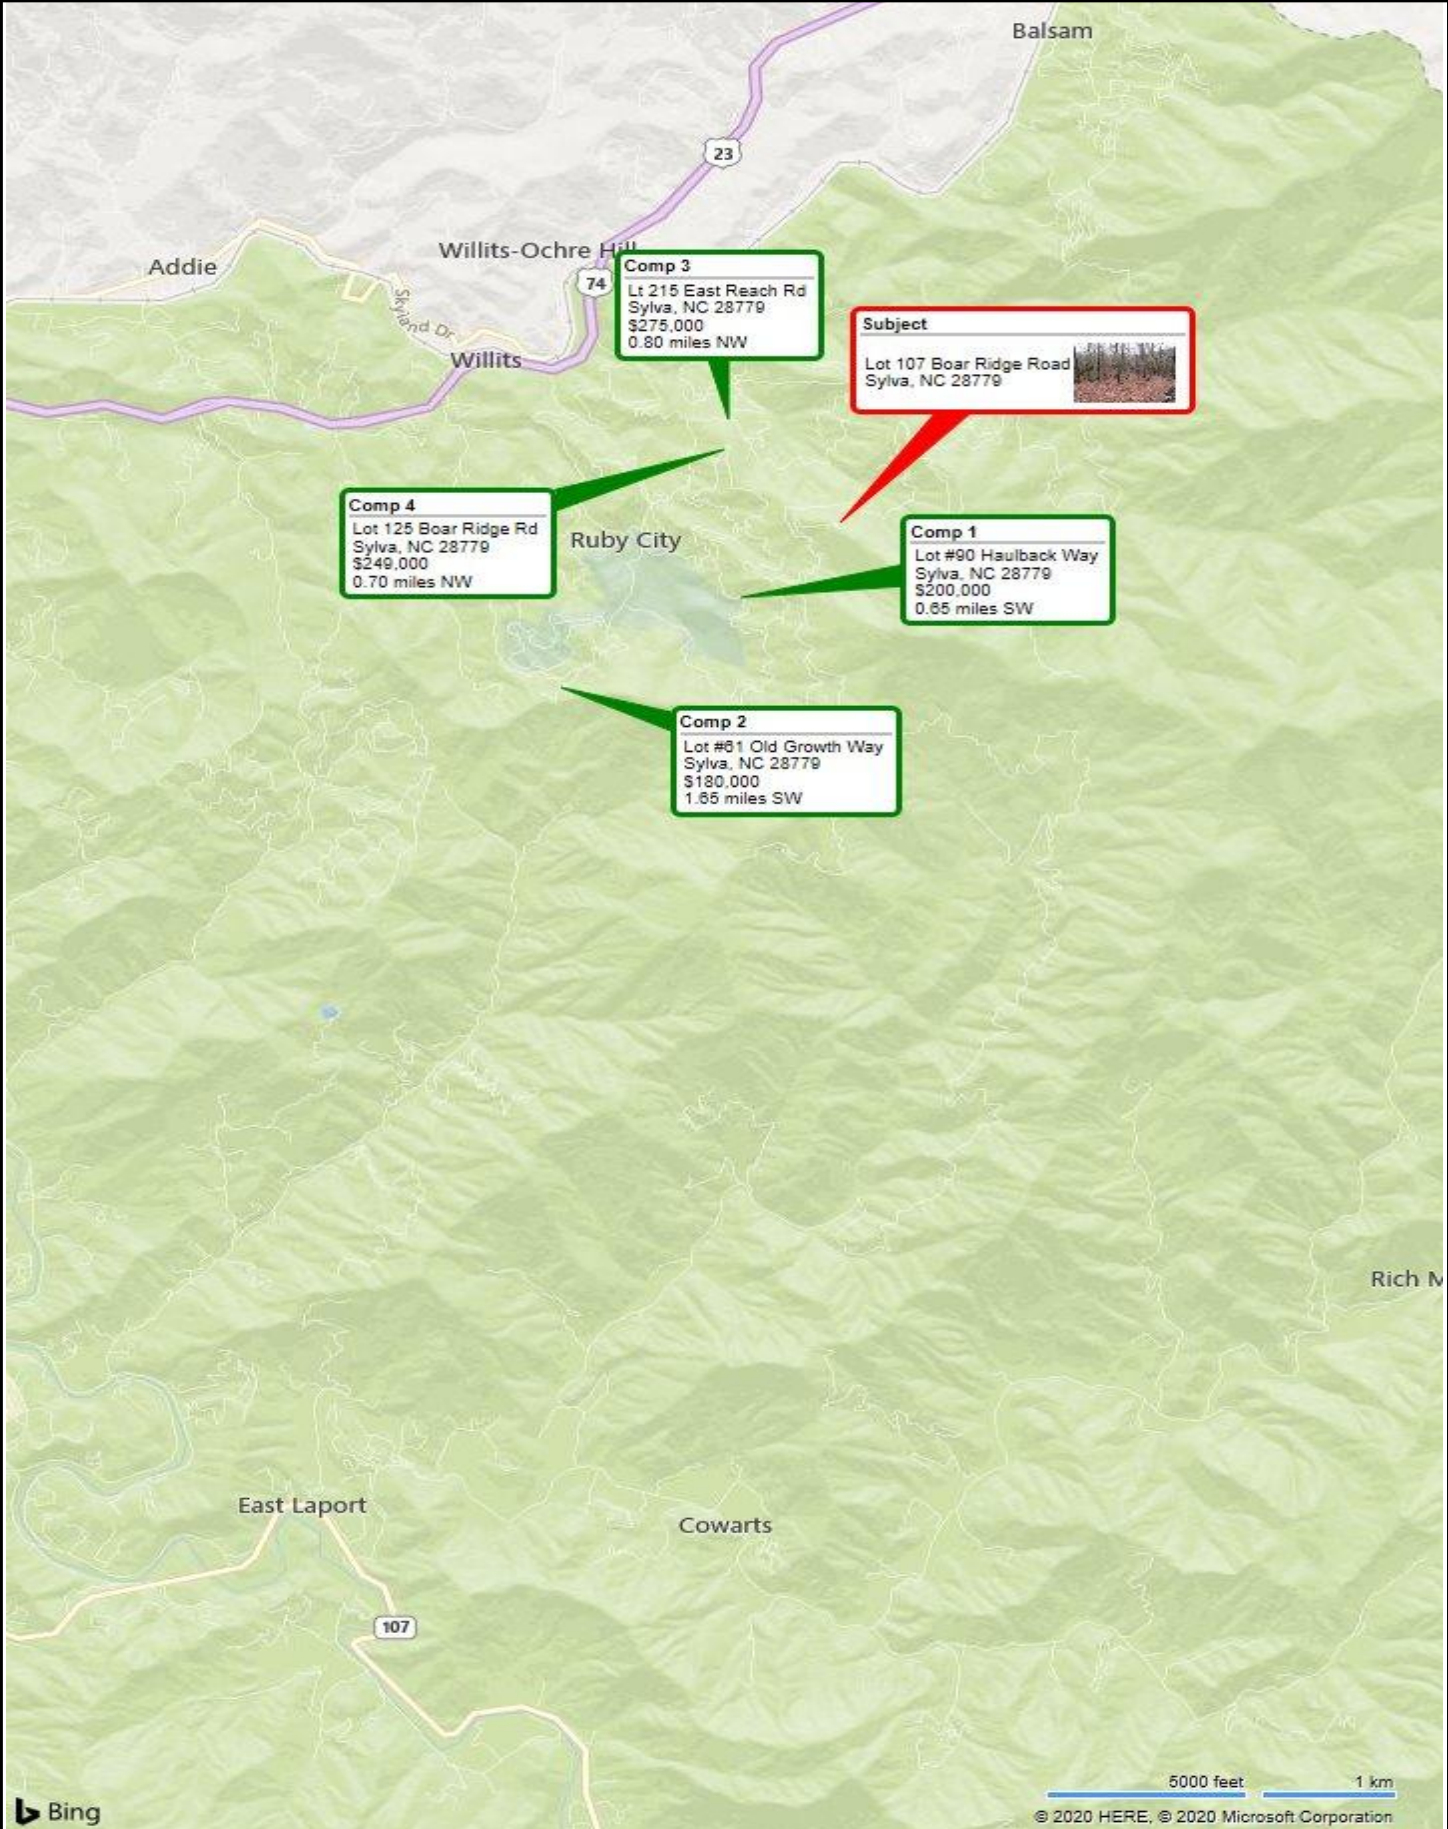 Balsam
23
Willits-Ochre Hill
Addie
74
Comp 3
Lt 215 East Reach Rd
Sylva, NC 28779
$275,000
0.80 miles NW
Skyland Dr
Willits
Subject
Lot 107 Boar Ridge Road
Sylva, NC 28779
Comp 4
Lot 125 Boar Ridge Rd
Sylva, NC 28779
$249,000
0.70 miles NW
Ruby City
Comp 1
Lot #90 Haulback Way
Sylva, NC 28779
$200,000
0.65 miles SW
Comp 2
Lot #61 Old Growth Way
Sylva, NC 28779
$180,000
1.65 miles SW
Rich M
East Laport
Cowarts
107
5000 feet
1 km
Bing
© 2020 HERE, © 2020 Microsoft Corporation